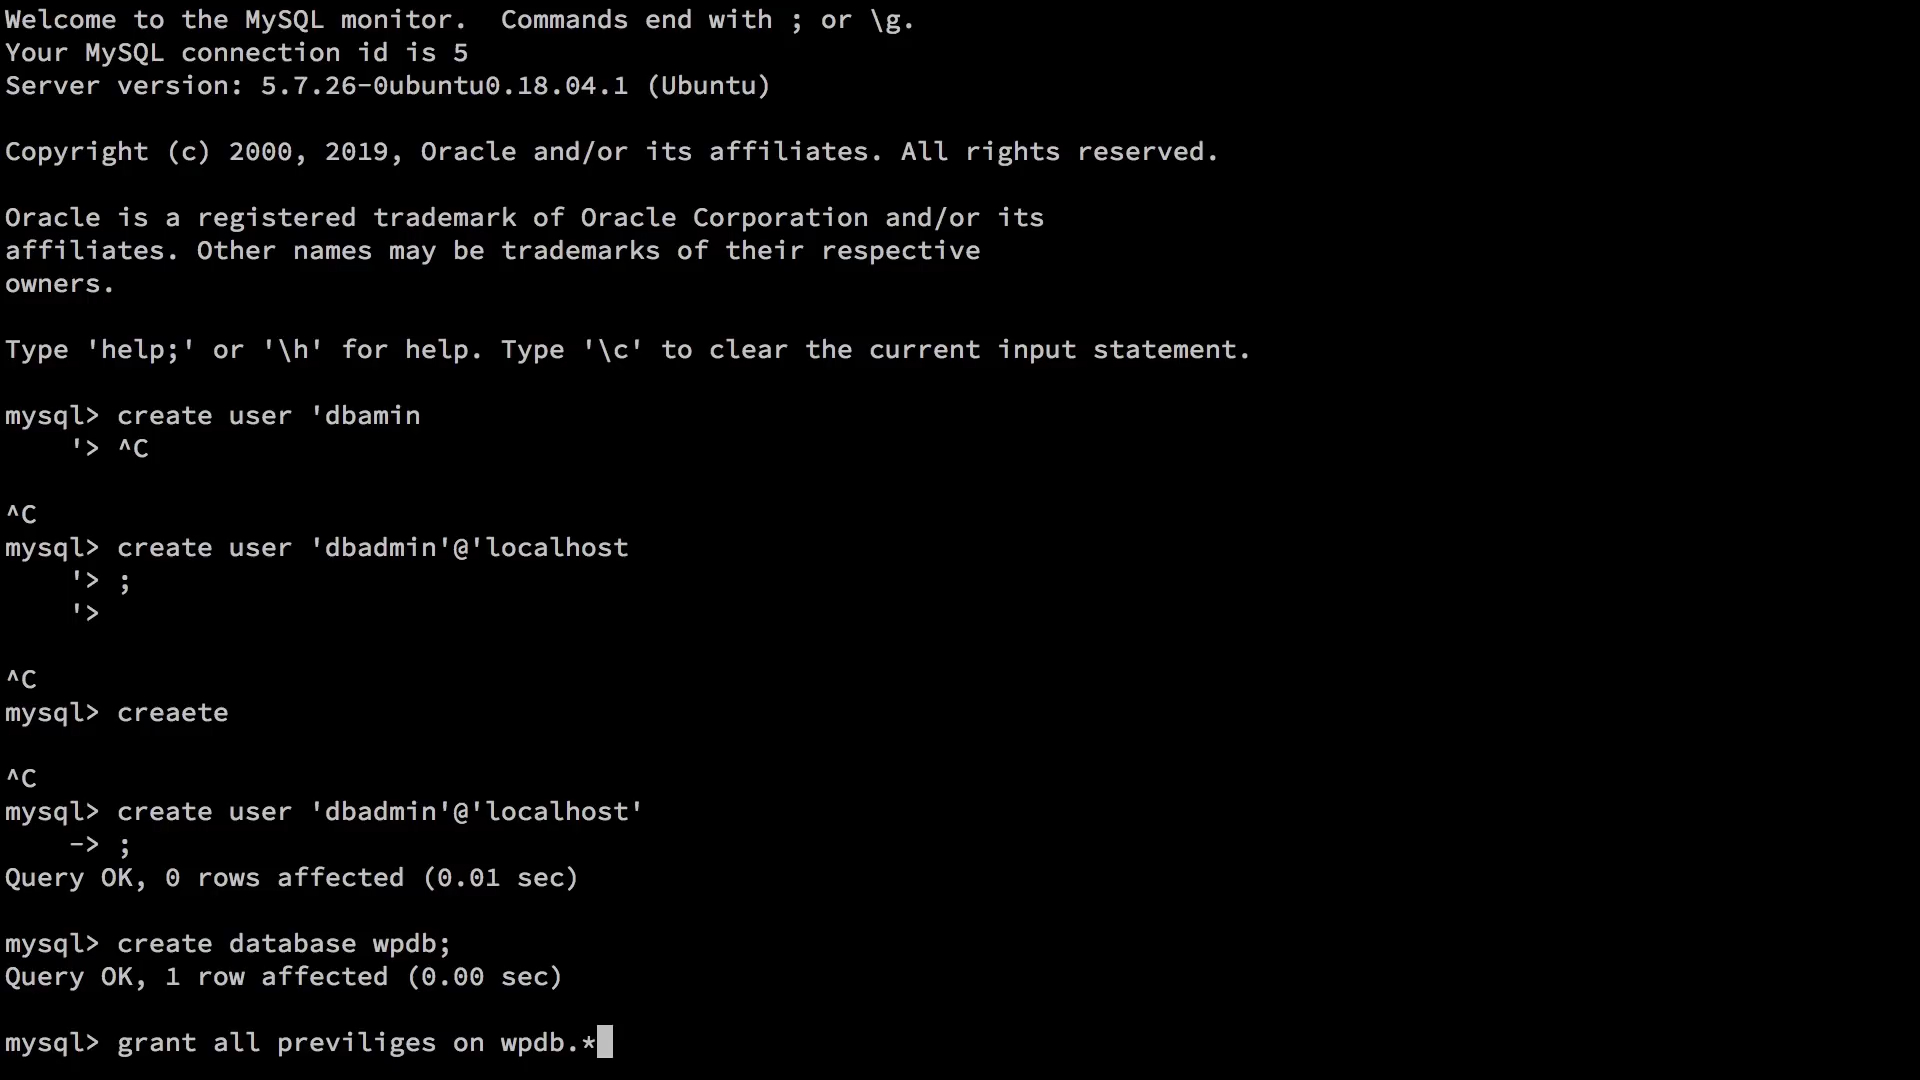 Welcome to the MySQL monitor.  Commands end with ; or \g.
Your MySQL connection id is 5
Server version: 5.7.26-0ubuntu0.18.04.1 (Ubuntu)
Copyright (c) 2000, 2019, Oracle and/or its affiliates. All rights reserved.
Oracle is a registered trademark of Oracle Corporation and/or its
affiliates. Other names may be trademarks of their respective
owners.
Type 'help;' or '\h' for help. Type '\c' to clear the current input statement.
mysql> create user 'dbamin
    '> ^C
^C
mysql> create user 'dbadmin'@'localhost
    '> ;
    '>
^C
mysql> creaete
^C
mysql> create user 'dbadmin'@'localhost'
    -> ;
Query OK, 0 rows affected (0.01 sec)
mysql> create database wpdb;
Query OK, 1 row affected (0.00 sec)
mysql> grant all previliges on wpdb.*